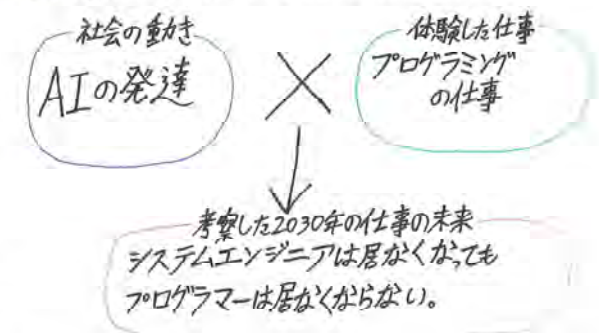 社会の動き
AIの発達
体験した仕事
プログラミング
の仕事
考察した2030年の仕事の未来
システムエンジニアは居なくなっても
プログラマーは居なくならない。